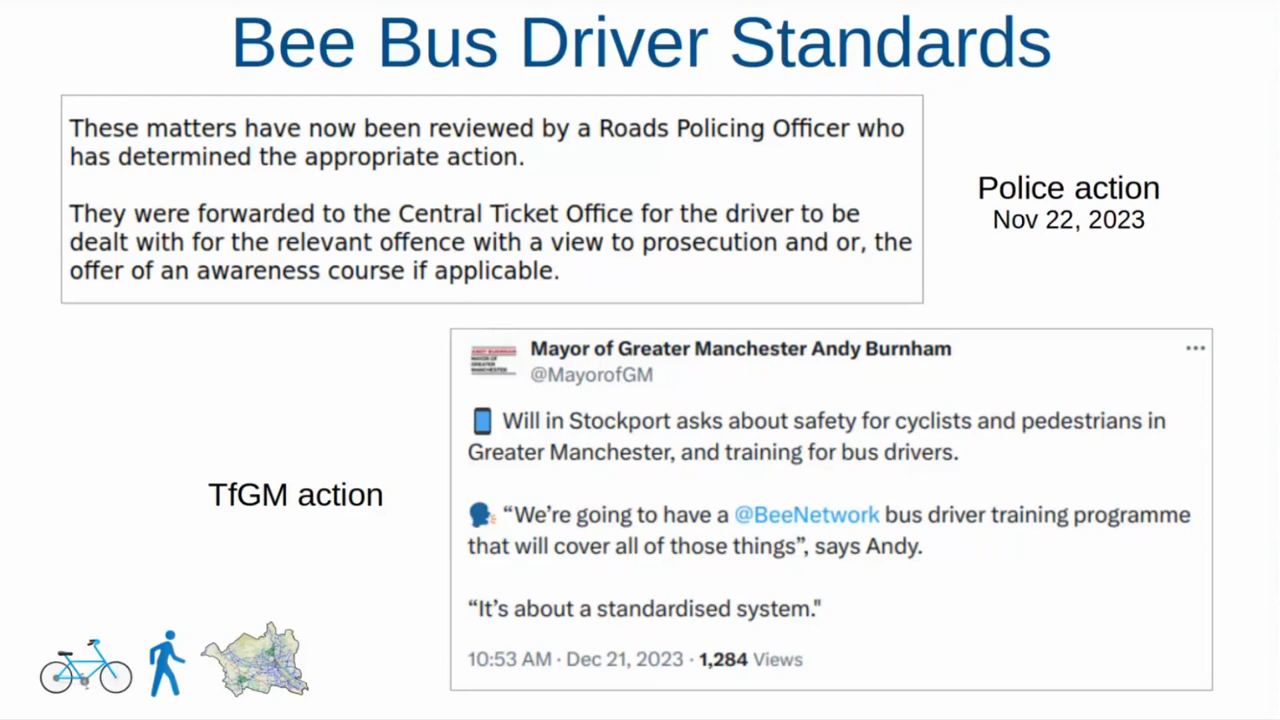 Bee Bus Driver Standards
These matters have now been reviewed by a Roads Policing Officer who
has determined the appropriate action.
They were forwarded to the Central Ticket Office for the driver to be
dealt with for the relevant offence with a view to prosecution and or, the
offer of an awareness course if applicable.
Police action
Nov 22, 2023
ANDY BURNHAM
MAYOR OF
GREATER
MANCHESTER
Mayor of Greater Manchester Andy Burnham
@MayorofGM
Will in Stockport asks about safety for cyclists and pedestrians in
Greater Manchester, and training for bus drivers.
“We’re going to have a @BeeNetwork bus driver training programme
that will cover all of those things”, says Andy.
“It’s about a standardised system."
10:53 AM · Dec 21, 2023 · 1,284 Views
TfGM action